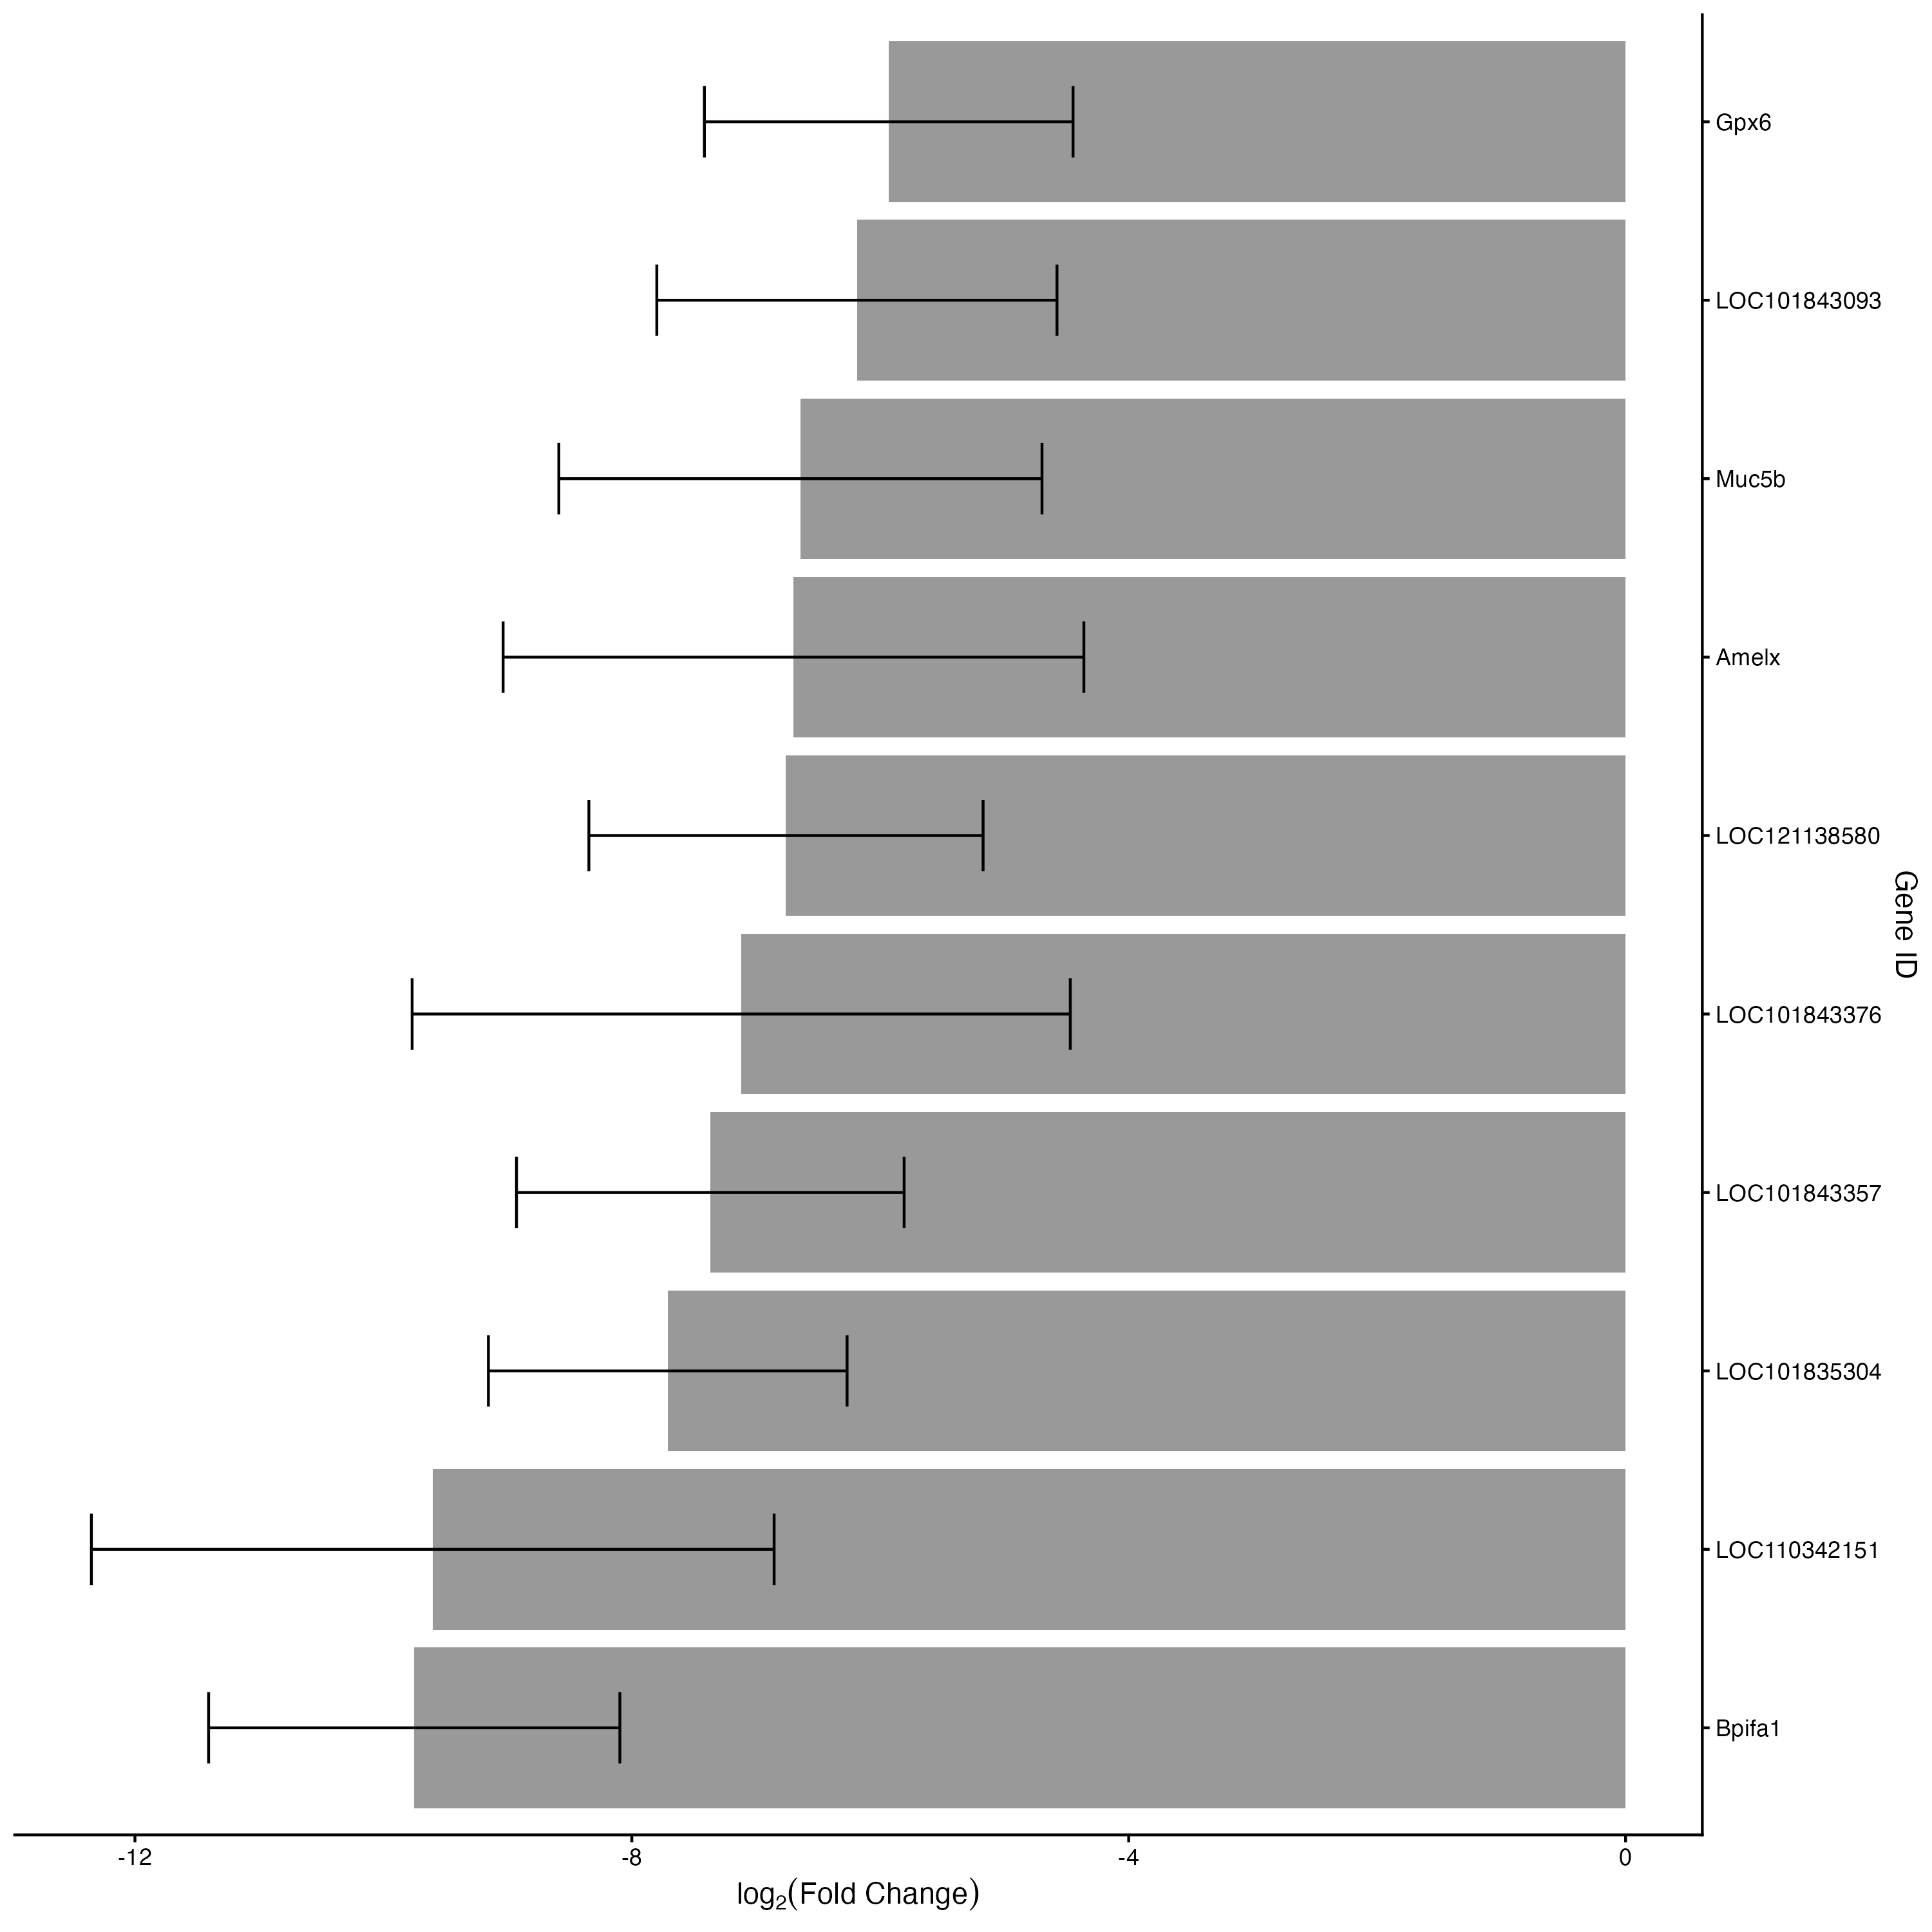 Gpx6
LOC101843093
Muc5b
Amelx
LOC121138580
LOC101843376
LOC101843357
LOC101835304
LOC110342151
Bpifa1
Gene ID
-12 -8 -4 0
log₂(Fold Change)